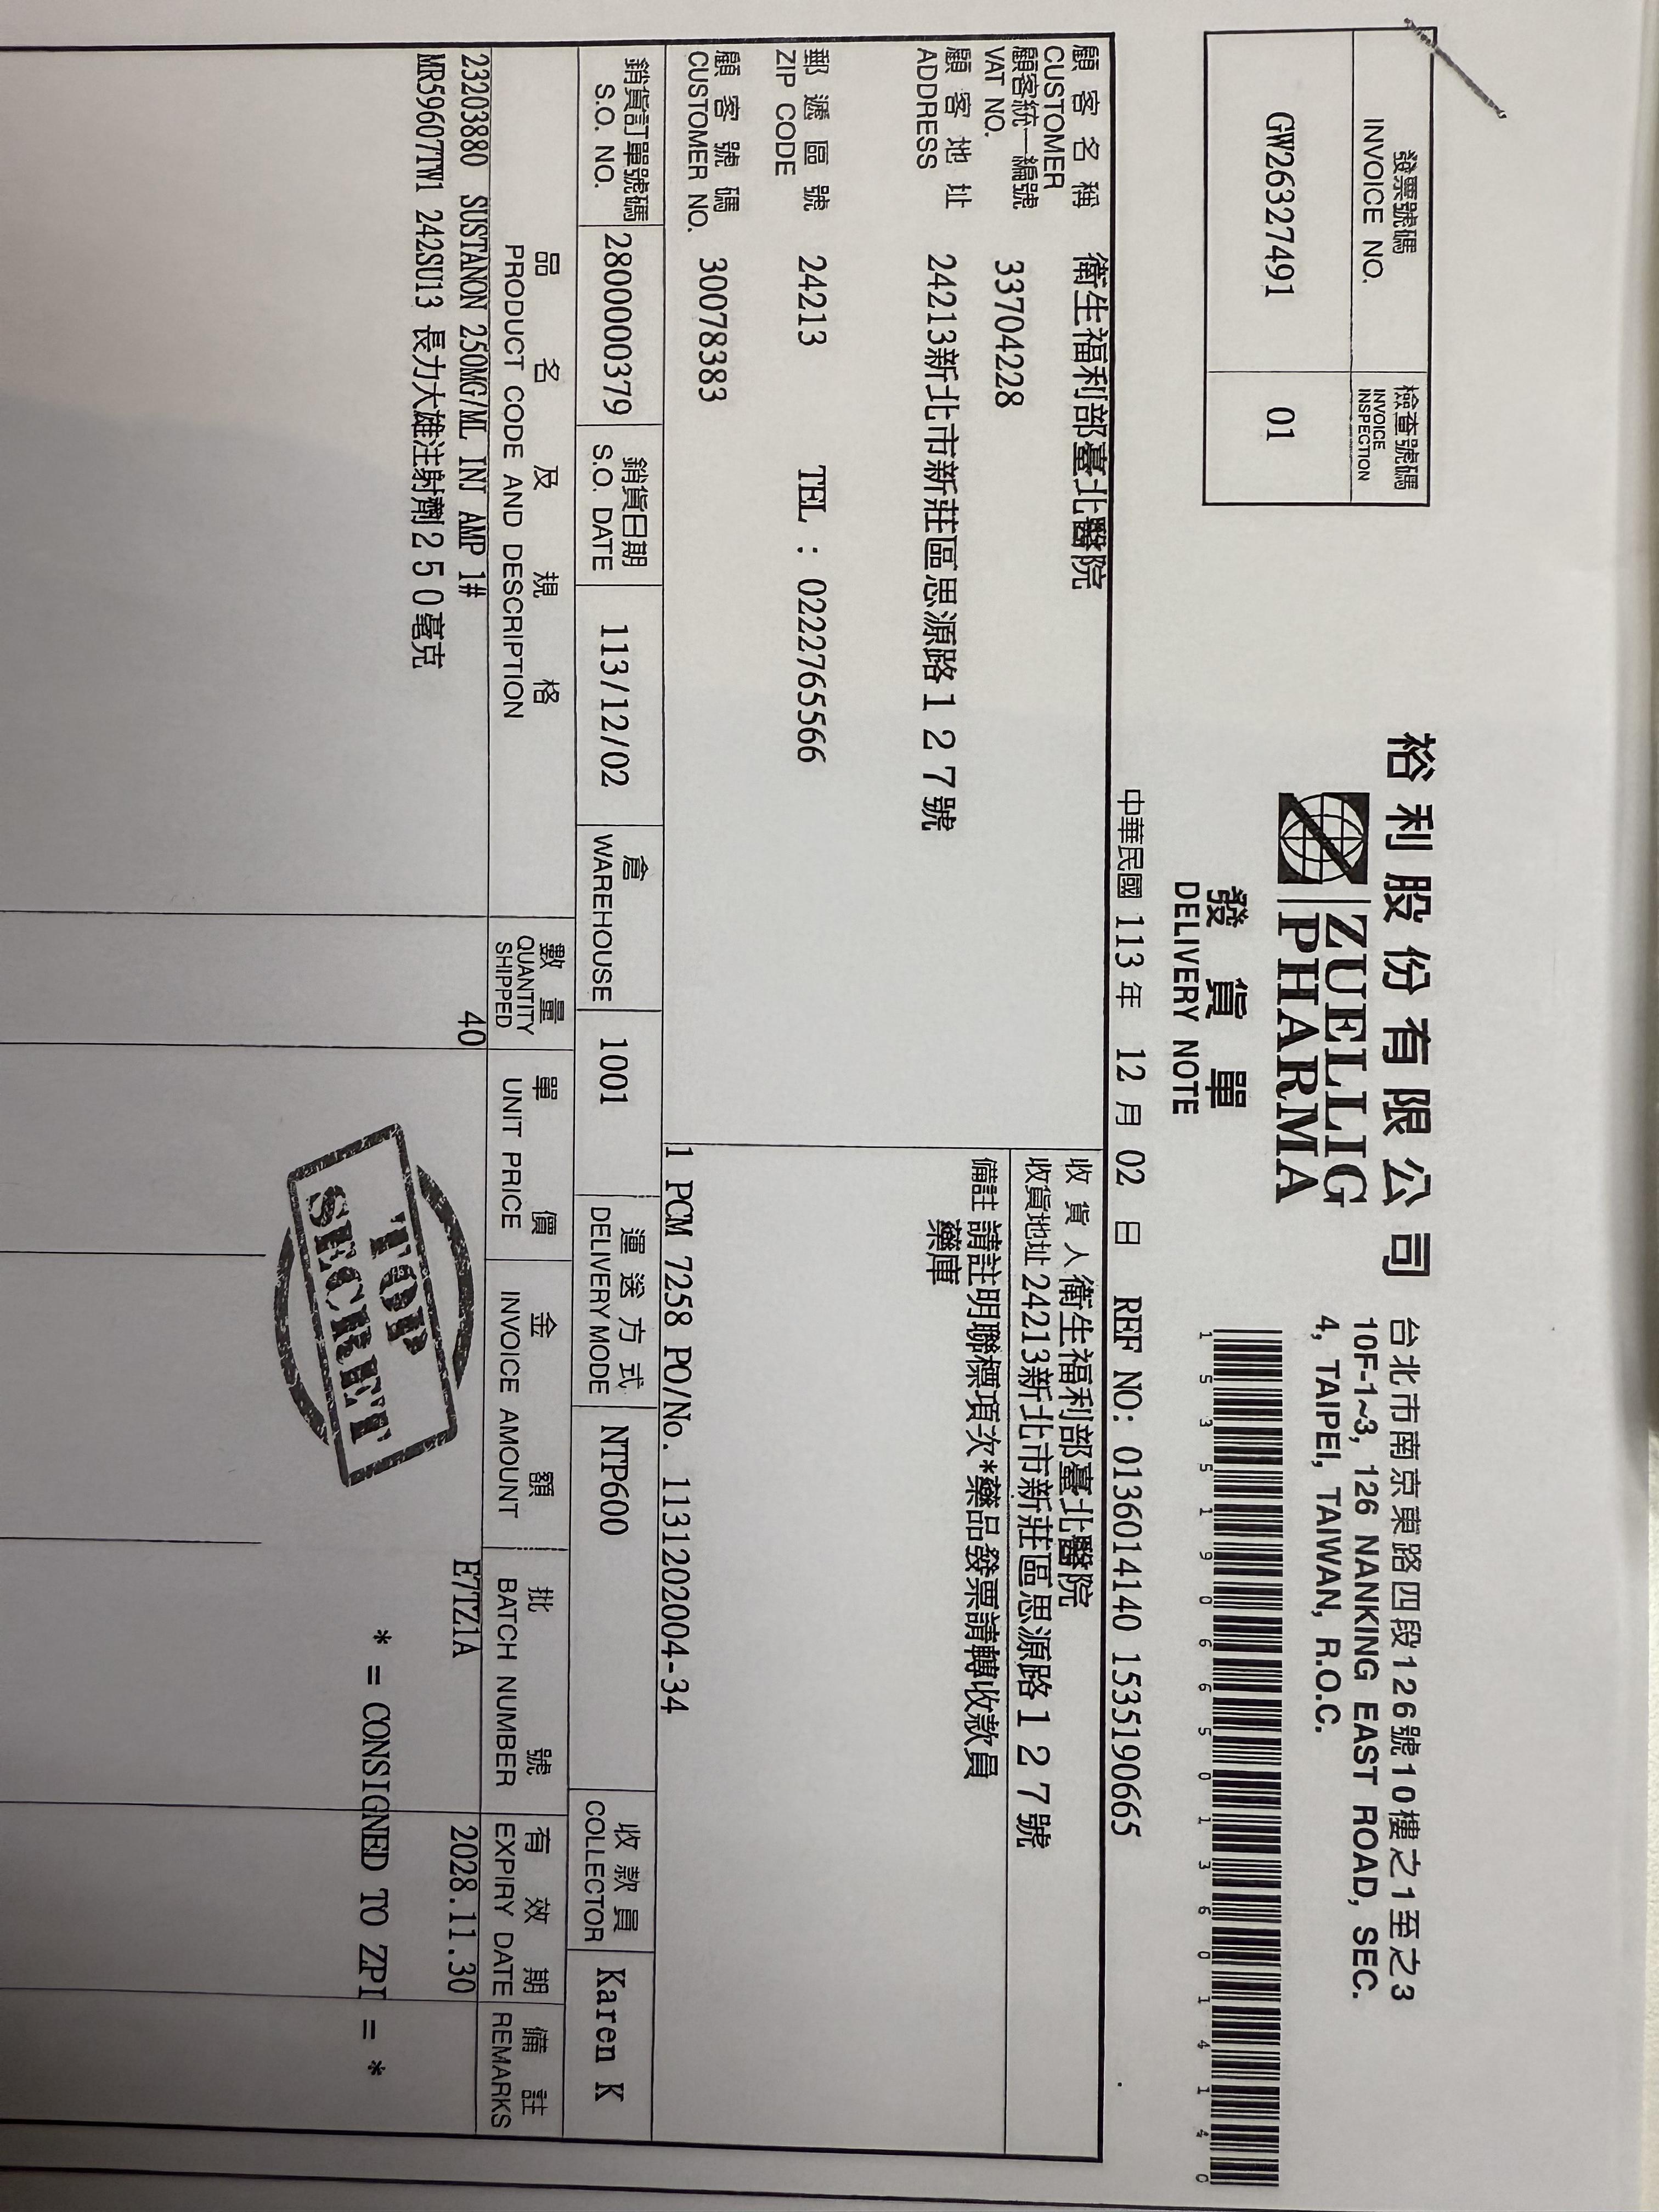 發票號碼 檢查號碼
INVOICE NO. INVOICE INSPECTION
GW26327491 01
裕利股份有限公司
ZUELLIG
PHARMA
台北市南京東路四段126號10樓之1至之3
10F-1~3, 126 NANKING EAST ROAD, SEC.
4, TAIPEI, TAIWAN, R.O.C.
發貨單
DELIVERY NOTE
1535190665013601414 0
中華民國 113 年 12 月 02 日 REF NO: 0136014140 1535190665
顧客名稱 衛生福利部臺北醫院
CUSTOMER
顧客統一編號 33704228
VAT NO.
顧客地址 24213新北市新莊區思源路１２７號
ADDRESS
郵遞區號 24213 TEL : 0222765566
ZIP CODE
顧客號碼 30078383
CUSTOMER NO.
收貨人 衛生福利部臺北醫院
收貨地址 24213新北市新莊區思源路１２７號
備註 請註明聯標項次*藥品發票請轉收款員
藥庫
1 PCM 7258 PO/No. 1131202004-34
銷貨訂單號碼 2800000379 銷貨日期 113/12/02 倉 1001 運送方式 NTP600 收款員 Karen K
S.O. NO. S.O. DATE WAREHOUSE DELIVERY MODE COLLECTOR
品名及規格 數量 單價 金額 批號 有效期 備註
PRODUCT CODE AND DESCRIPTION QUANTITY SHIPPED UNIT PRICE INVOICE AMOUNT BATCH NUMBER EXPIRY DATE REMARKS
23203880 SUSTANON 250MG/ML INJ AMP 1# 40 E7TZ1A 2028.11.30
MR59607TW1 242SU13 長力大雄注射劑２５０毫克
* = CONSIGNED TO ZPI = *
TOP
SECRET